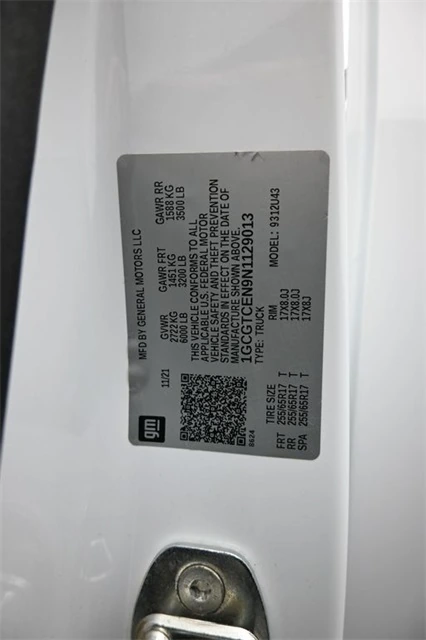 MFD BY GENERAL MOTORS LLC
11/21
gm
GVWR GAWR FRT GAWR RR
2722 KG 1451 KG 1588 KG
6000 LB 3200 LB 3500 LB
THIS VEHICLE CONFORMS TO ALL
APPLICABLE U.S. FEDERAL MOTOR
VEHICLE SAFETY AND THEFT PREVENTION
STANDARDS IN EFFECT ON THE DATE OF
MANUFACTURE SHOWN ABOVE.
1GCGTCEN9N1129013
TYPE: TRUCK MODEL: 9312U43
8624
TIRE SIZE RIM
FRT 255/65R17 T 17X8.0J
RR 255/65R17 T 17X8.0J
SPA 255/65R17 T 17X8J